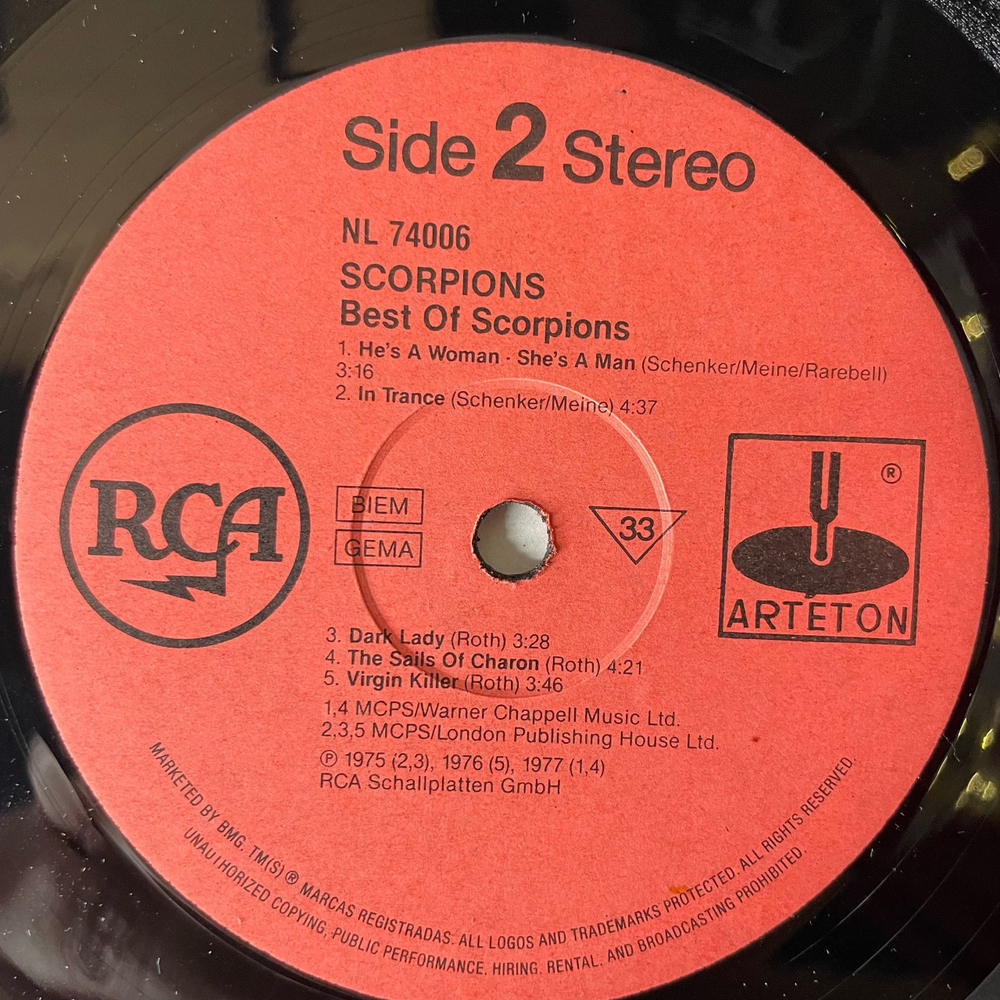 Side 2 Stereo
NL 74006
SCORPIONS
Best Of Scorpions
1. He's A Woman · She's A Man (Schenker/Meine/Rarebell)
3:16
2. In Trance (Schenker/Meine) 4:37
RCA
BIEM
GEMA
33
®
ARTETON
3. Dark Lady (Roth) 3:28
4. The Sails Of Charon (Roth) 4:21
5. Virgin Killer (Roth) 3:46
1,4 MCPS/Warner Chappell Music Ltd.
2,3,5 MCPS/London Publishing House Ltd.
℗ 1975 (2,3), 1976 (5), 1977 (1,4)
RCA Schallplatten GmbH
MARKETED BY BMG. TM(S) ® MARCAS REGISTRADAS. ALL LOGOS AND TRADEMARKS PROTECTED. ALL RIGHTS RESERVED.
UNAUTHORIZED COPYING, PUBLIC PERFORMANCE, HIRING, RENTAL, AND BROADCASTING PROHIBITED.